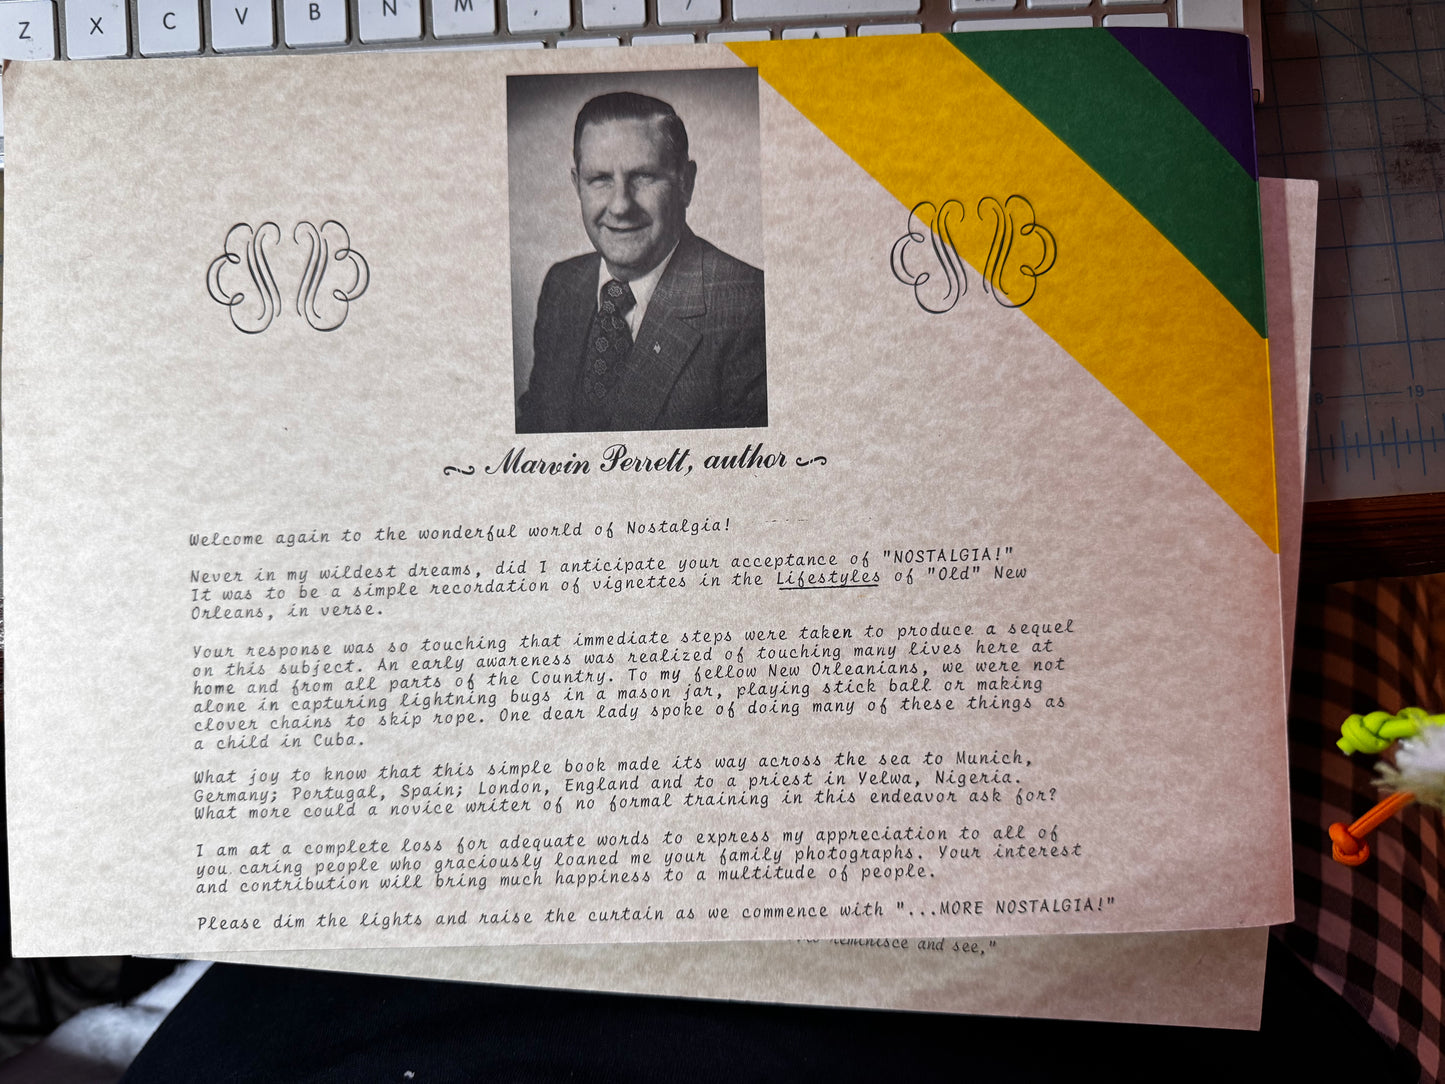 Z X C V B N M , . /
19
Marvin Perrett, author
Welcome again to the wonderful world of Nostalgia!
Never in my wildest dreams, did I anticipate your acceptance of "NOSTALGIA!"
It was to be a simple recordation of vignettes in the Lifestyles of "Old" New
Orleans, in verse.
Your response was so touching that immediate steps were taken to produce a sequel
on this subject. An early awareness was realized of touching many lives here at
home and from all parts of the Country. To my fellow New Orleanians, we were not
alone in capturing lightning bugs in a mason jar, playing stick ball or making
clover chains to skip rope. One dear lady spoke of doing many of these things as
a child in Cuba.
What joy to know that this simple book made its way across the sea to Munich,
Germany; Portugal, Spain; London, England and to a priest in Yelwa, Nigeria.
What more could a novice writer of no formal training in this endeavor ask for?
I am at a complete loss for adequate words to express my appreciation to all of
you caring people who graciously loaned me your family photographs. Your interest
and contribution will bring much happiness to a multitude of people.
Please dim the lights and raise the curtain as we commence with "...MORE NOSTALGIA!"
reminisce and see,"